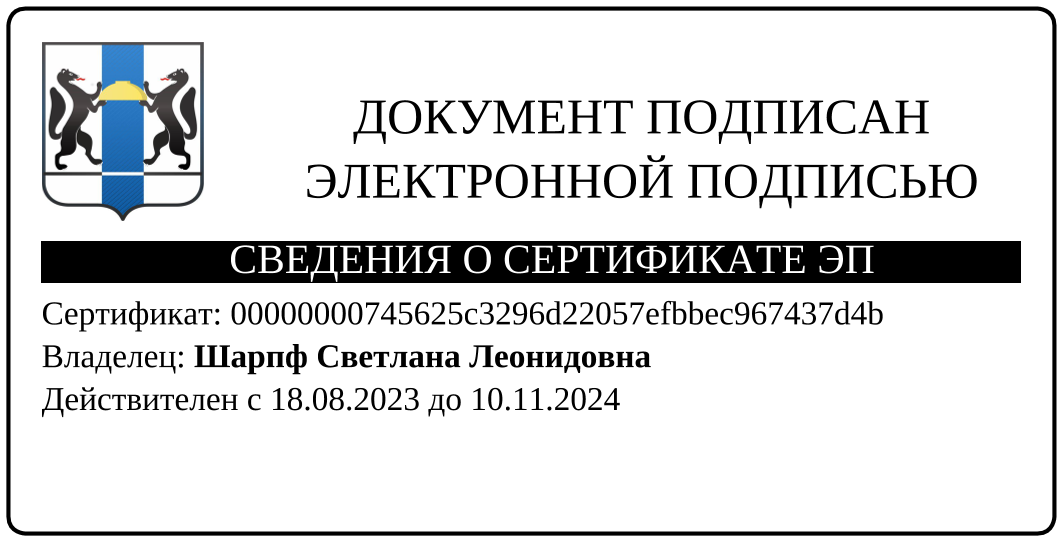 ДОКУМЕНТ ПОДПИСАН
ЭЛЕКТРОННОЙ ПОДПИСЬЮ
СВЕДЕНИЯ О СЕРТИФИКАТЕ ЭП
Сертификат: 00000000745625c3296d22057efbbec967437d4b
Владелец: Шарпф Светлана Леонидовна
Действителен с 18.08.2023 до 10.11.2024